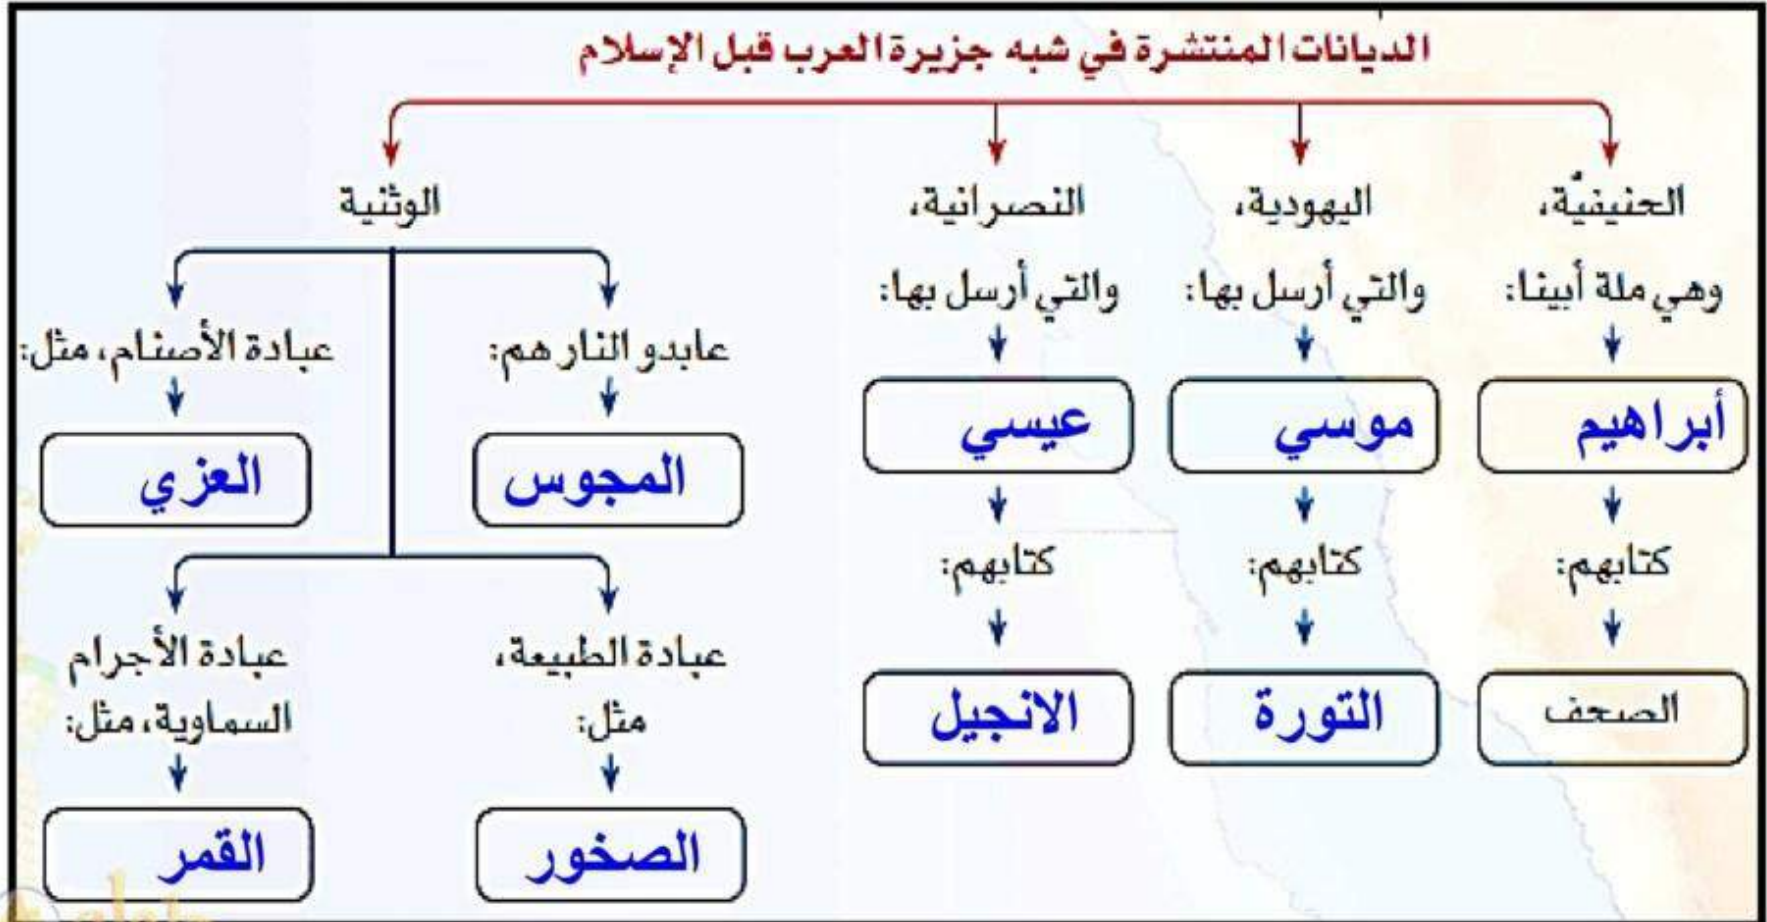 الديانات المنتشرة في شبه جزيرة العرب قبل الإسلام
الحنيفيّة،
وهي ملة أبينا:
أبراهيم
كتابهم:
الصحف
اليهودية،
والتي أرسل بها:
موسي
كتابهم:
التورة
النصرانية،
والتي أرسل بها:
عيسي
كتابهم:
الانجيل
الوثنية
عابدو النار هم:
المجوس
عبادة الأصنام، مثل:
العزي
عبادة الطبيعة،
مثل:
الصخور
عبادة الأجرام
السماوية، مثل:
القمر